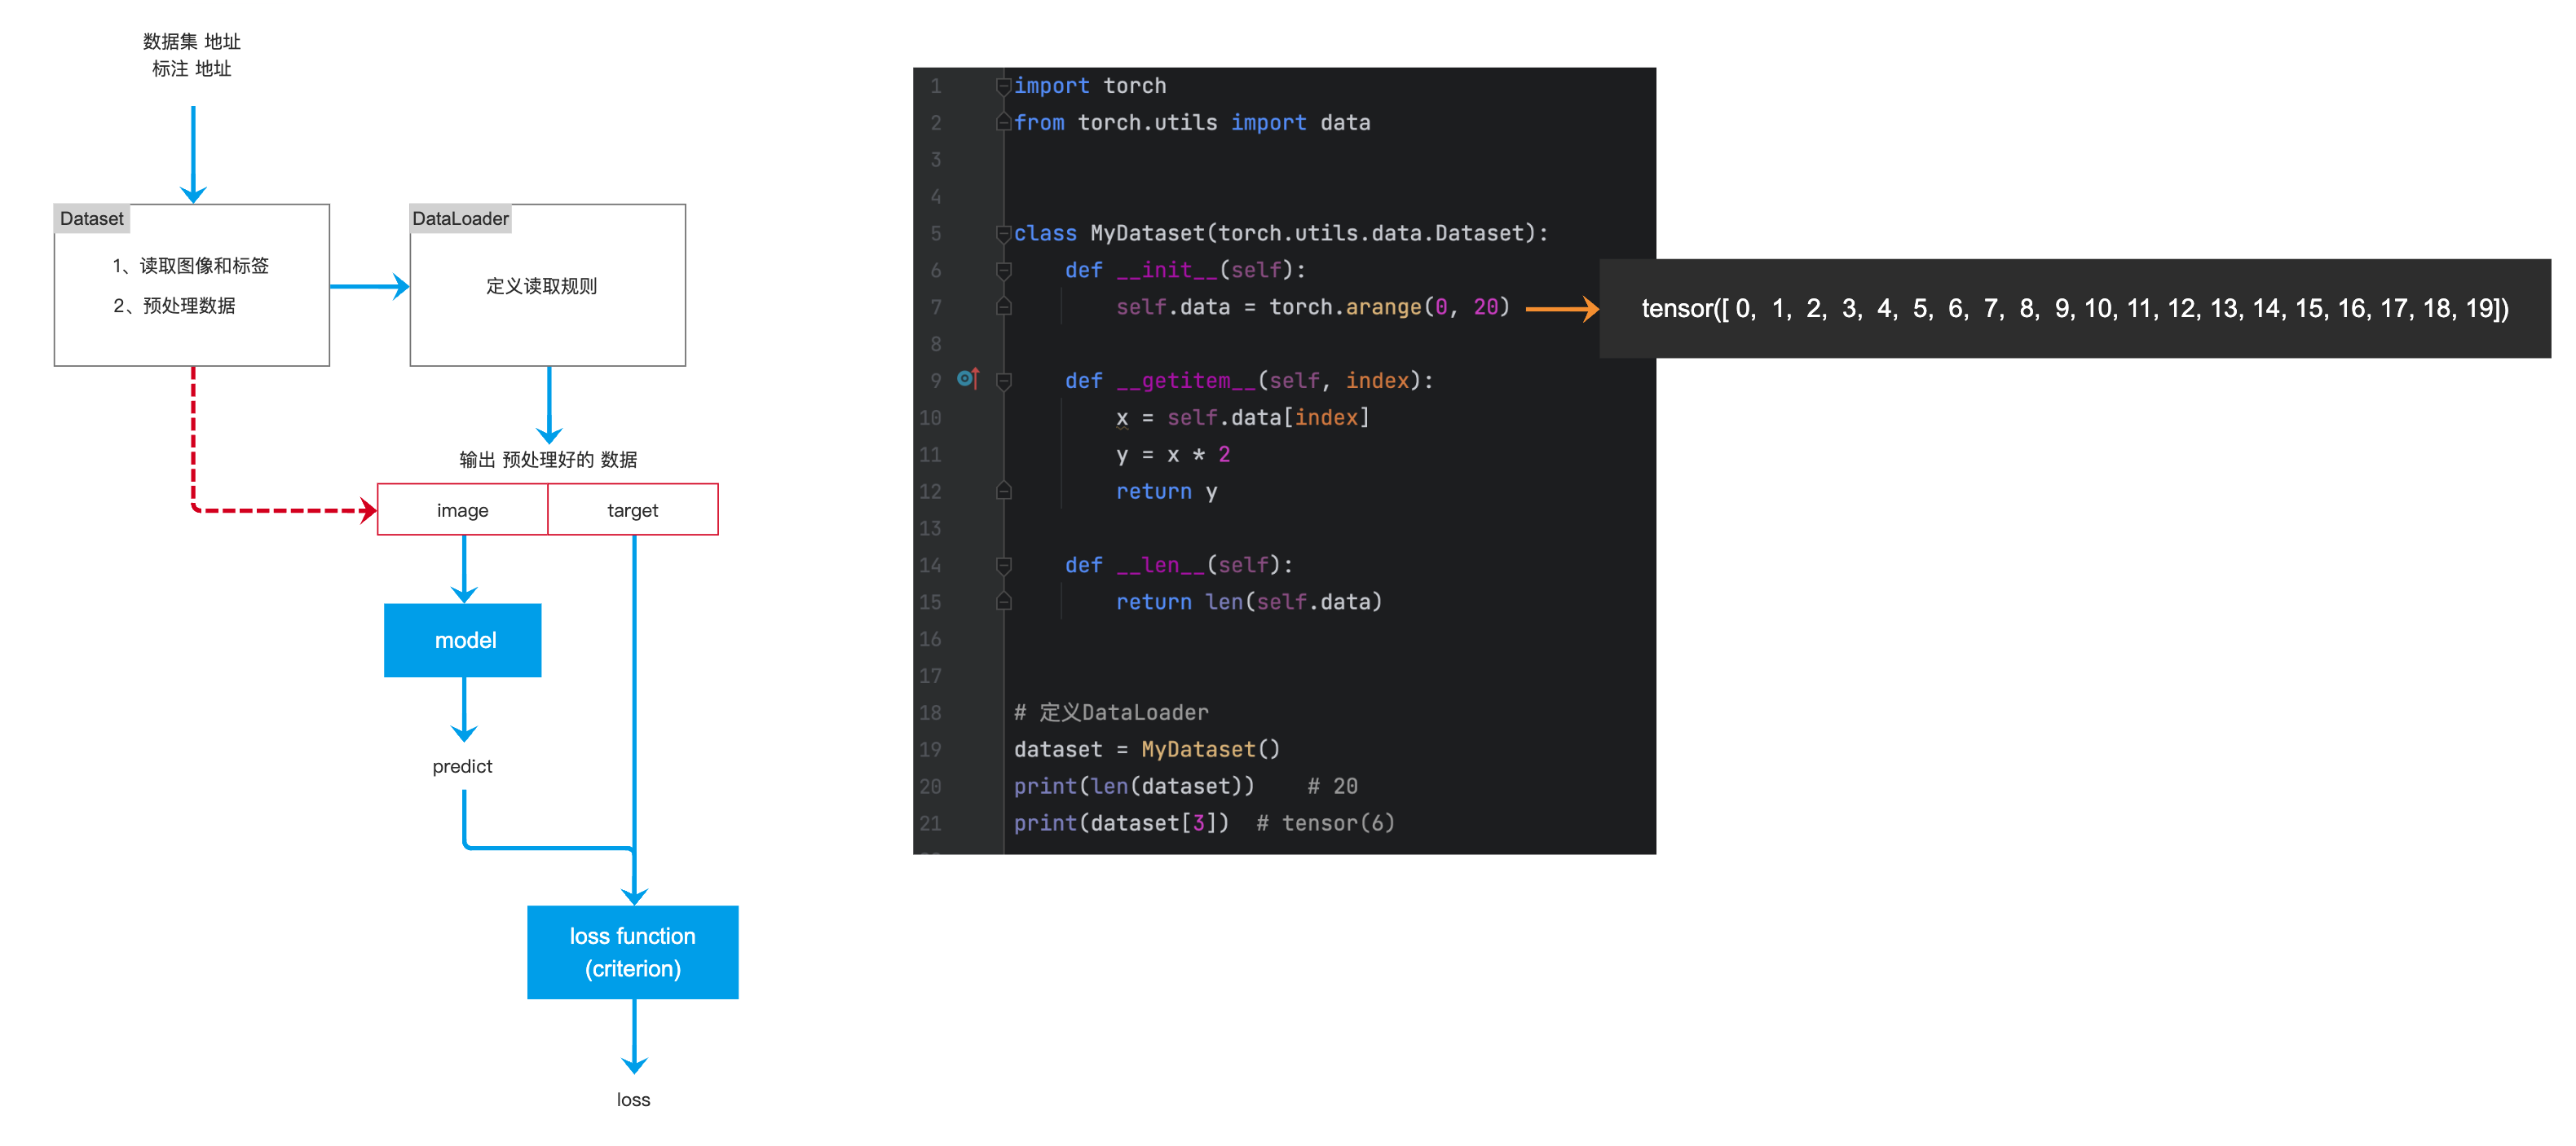 数据集 地址
标注 地址
Dataset
1、读取图像和标签
2、预处理数据
DataLoader
定义读取规则
输出 预处理好的 数据
image
target
model
predict
loss function
(criterion)
loss
1 import torch
2 from torch.utils import data
3
4
5 class MyDataset(torch.utils.data.Dataset):
6     def __init__(self):
7         self.data = torch.arange(0, 20)
8
9     def __getitem__(self, index):
10         x = self.data[index]
11         y = x * 2
12         return y
13
14     def __len__(self):
15         return len(self.data)
16
17
18 # 定义DataLoader
19 dataset = MyDataset()
20 print(len(dataset))    # 20
21 print(dataset[3])  # tensor(6)
tensor([ 0,  1,  2,  3,  4,  5,  6,  7,  8,  9, 10, 11, 12, 13, 14, 15, 16, 17, 18, 19])